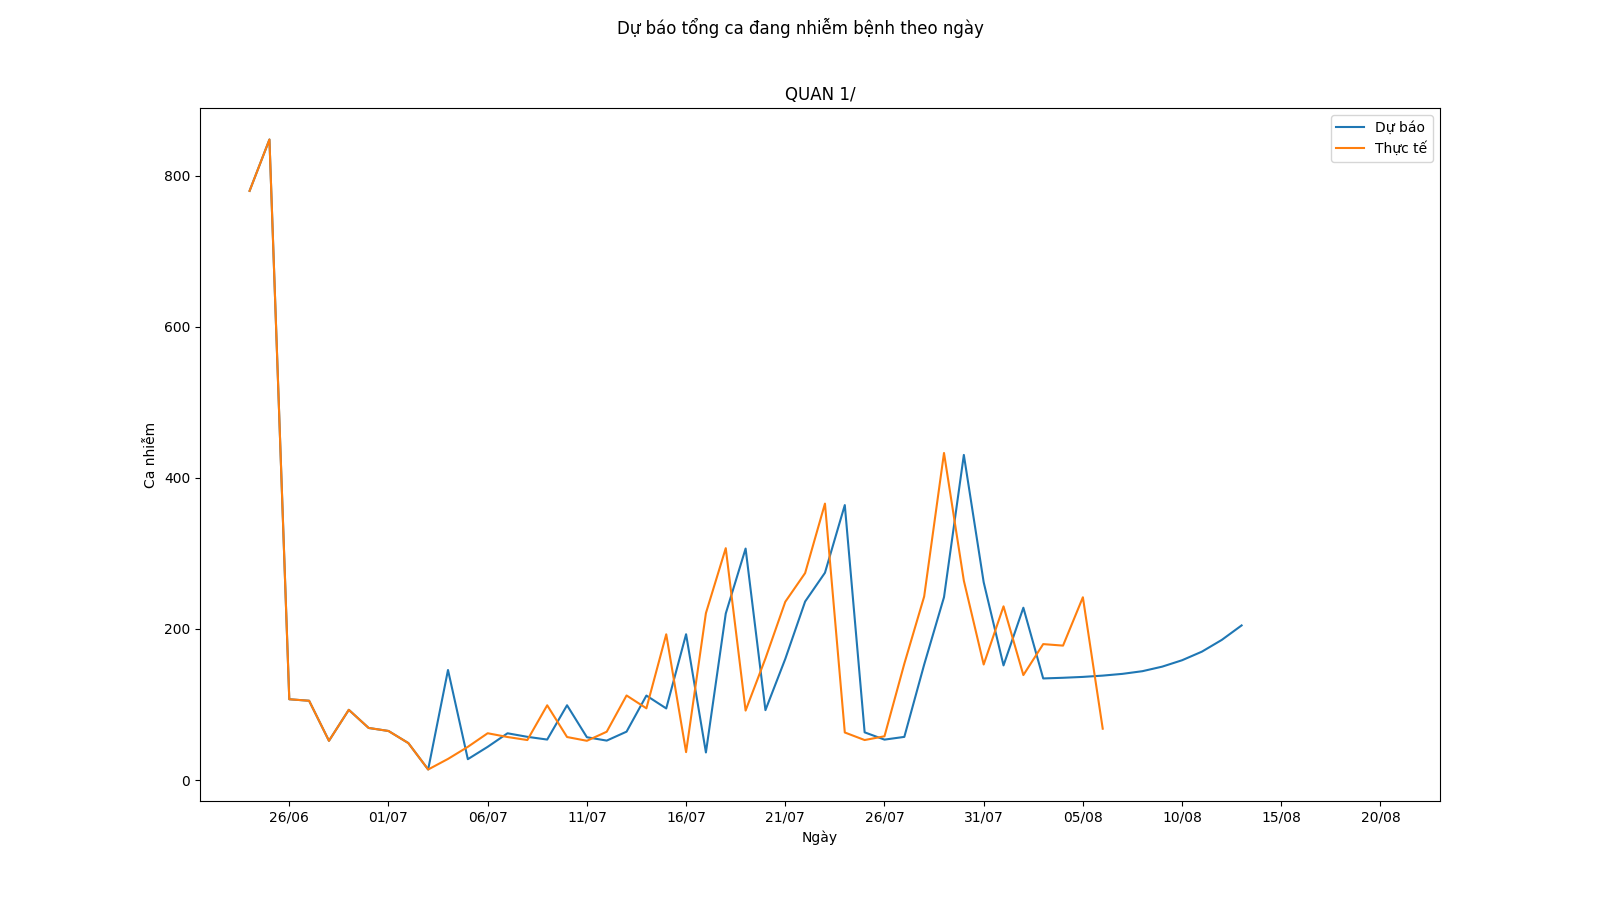 Dự báo tổng ca đang nhiễm bệnh theo ngày
QUAN 1/
Dự báo
Thực tế
800
600
400
200
0
Ca nhiễm
26/06 01/07 06/07 11/07 16/07 21/07 26/07 31/07 05/08 10/08 15/08 20/08
Ngày